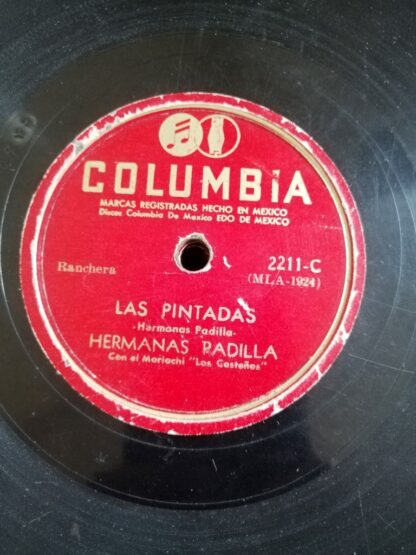 COLUMBIA
MARCAS REGISTRADAS HECHO EN MEXICO
Discos Columbia De Mexico EDO DE MEXICO
Ranchera
2211-C
(MLA-1924)
LAS PINTADAS
-Hermanas Padilla-
HERMANAS PADILLA
Con el Mariachi "Los Costeños"